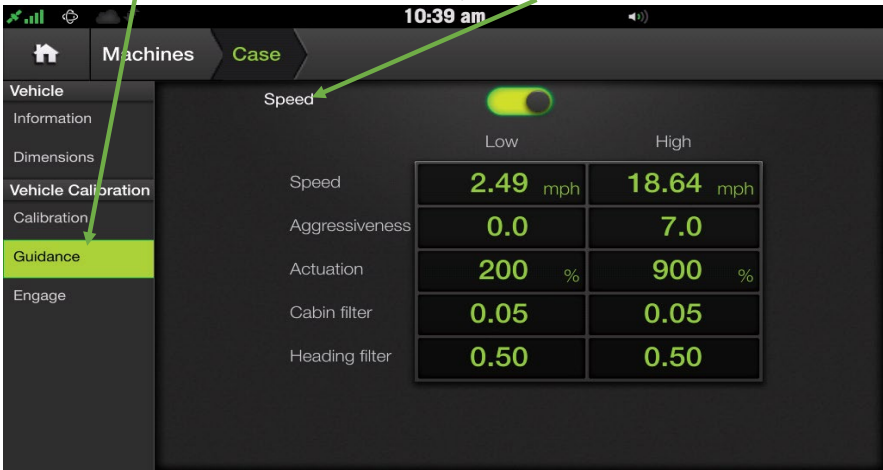 10:39 am
Machines Case
Vehicle
Information
Dimensions
Vehicle Calibration
Calibration
Guidance
Engage
Speed
Low High
Speed 2.49 mph 18.64 mph
Aggressiveness 0.0 7.0
Actuation 200 % 900 %
Cabin filter 0.05 0.05
Heading filter 0.50 0.50